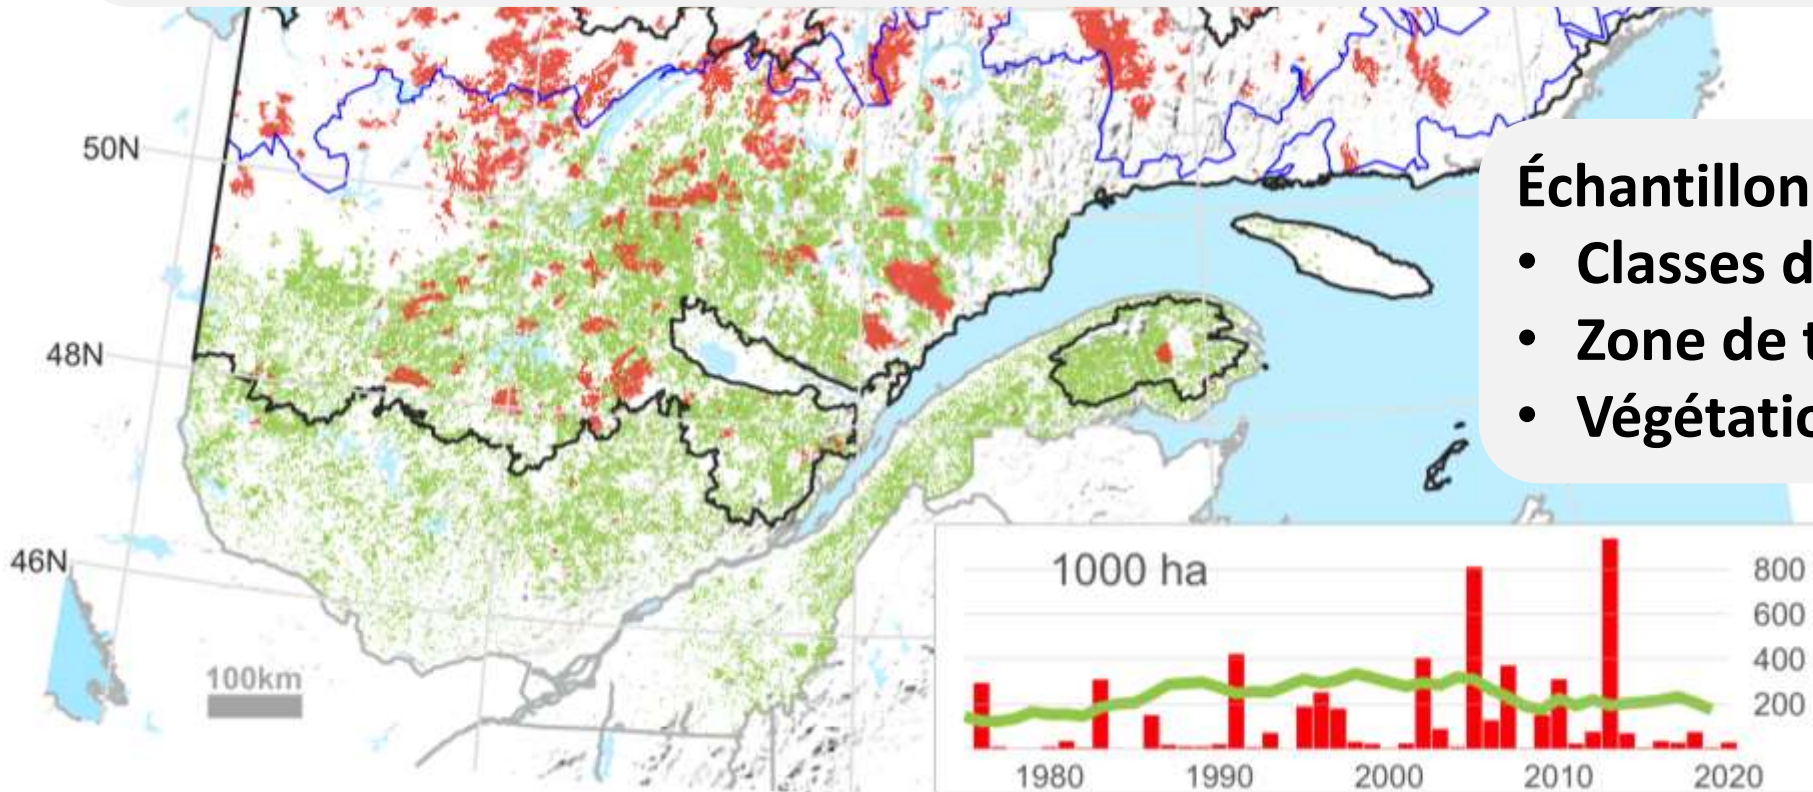 50N
48N
46N
100km
Échantillon
• Classes d
• Zone de t
• Végétatio
1000 ha
800
600
400
200
1980 1990 2000 2010 2020